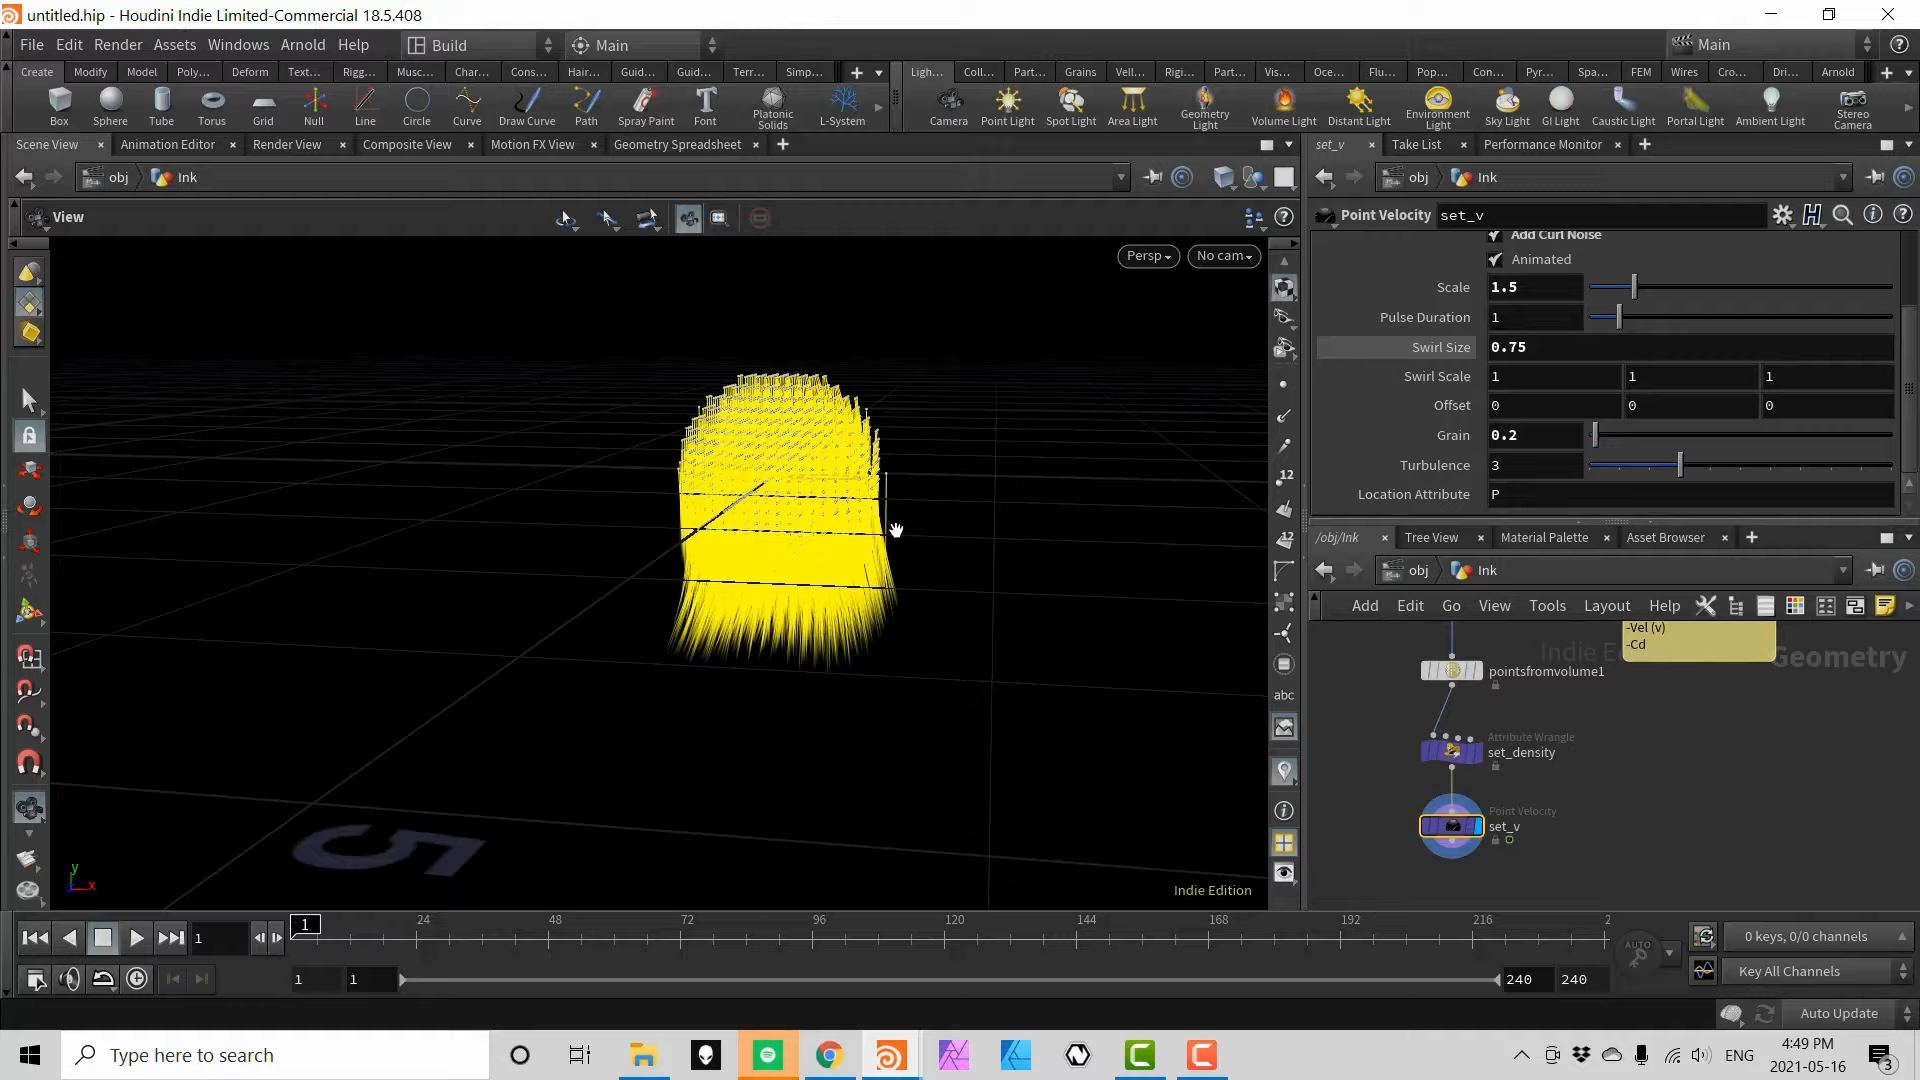 untitled.hip - Houdini Indie Limited-Commercial 18.5.408
File Edit Render Assets Windows Arnold Help
Build
Main
Main
Create Modify Model Poly... Deform Text... Rigg... Musc... Char... Cons... Hair... Guid... Guid... Terr... Simp...
Ligh... Coll... Part... Grains Vell... Rigi... Part... Vis... Oce... Flu... Pop... Con... Pyr... Spa... FEM Wires Cro... Dri... Arnold
Box Sphere Tube Torus Grid Null Line Circle Curve Draw Curve Path Spray Paint Font Platonic Solids L-System
Camera Point Light Spot Light Area Light Geometry Light Volume Light Distant Light Environment Light Sky Light GI Light Caustic Light Portal Light Ambient Light Stereo Camera
Scene View Animation Editor Render View Composite View Motion FX View Geometry Spreadsheet
set_v Take List Performance Monitor
obj Ink
obj Ink
View
Point Velocity set_v
Persp
No cam
Add Curl Noise
Animated
Scale 1.5
Pulse Duration 1
Swirl Size 0.75
Swirl Scale 1 1 1
Offset 0 0 0
Grain 0.2
Turbulence 3
Location Attribute P
12
12
abc
/obj/Ink Tree View Material Palette Asset Browser
obj Ink
Add Edit Go View Tools Layout Help
-Vel (v)
-Cd
Indie E
Geometry
pointsfromvolume1
Attribute Wrangle
set_density
Point Velocity
set_v
5
y
x
Indie Edition
1
1 24 48 72 96 120 144 168 192 216 2
AUTO
0 keys, 0/0 channels
1 1 240 240
Key All Channels
Auto Update
Type here to search
ENG
4:49 PM
2021-05-16
3